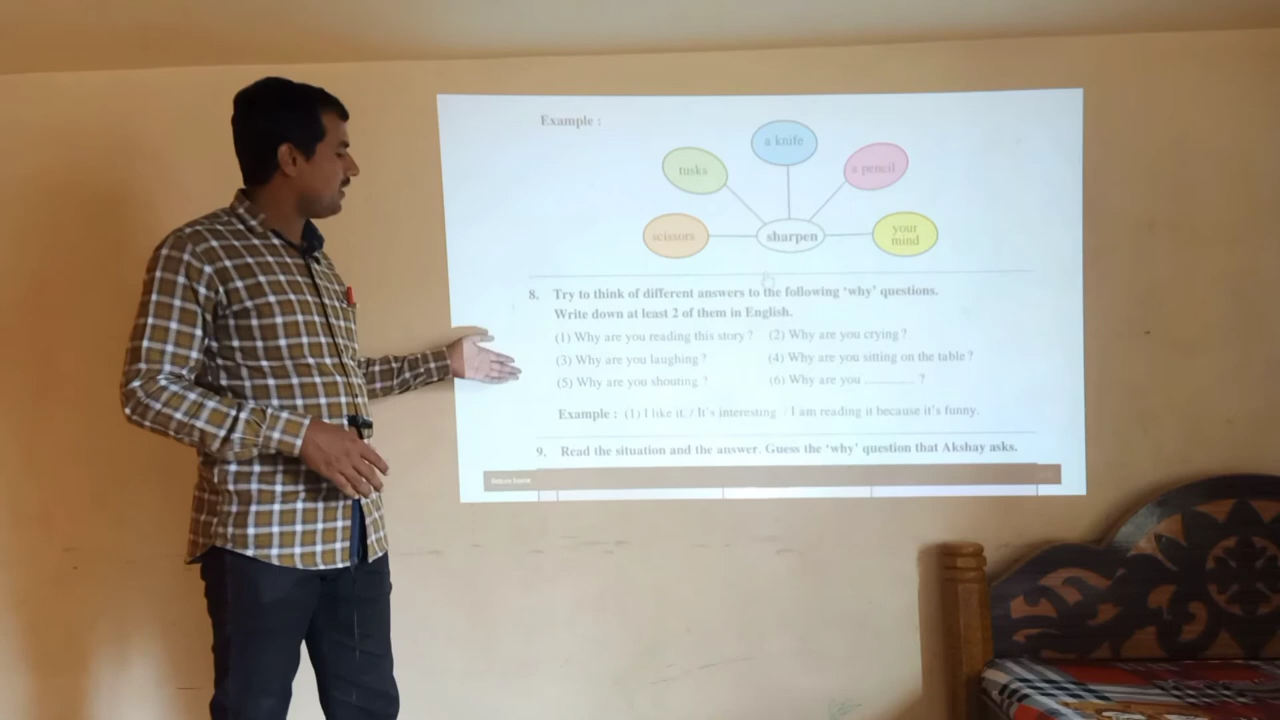 Example :
a knife
tusks
a pencil
scissors
sharpen
your
mind
8. Try to think of different answers to the following ‘why’ questions.
Write down at least 2 of them in English.
(1) Why are you reading this story ? (2) Why are you crying ?
(3) Why are you laughing ? (4) Why are you sitting on the table ?
(5) Why are you shouting ? (6) Why are you ________ ?
Example : (1) I like it. / It's interesting / I am reading it because it's funny.
9. Read the situation and the answer. Guess the ‘why’ question that Akshay asks.